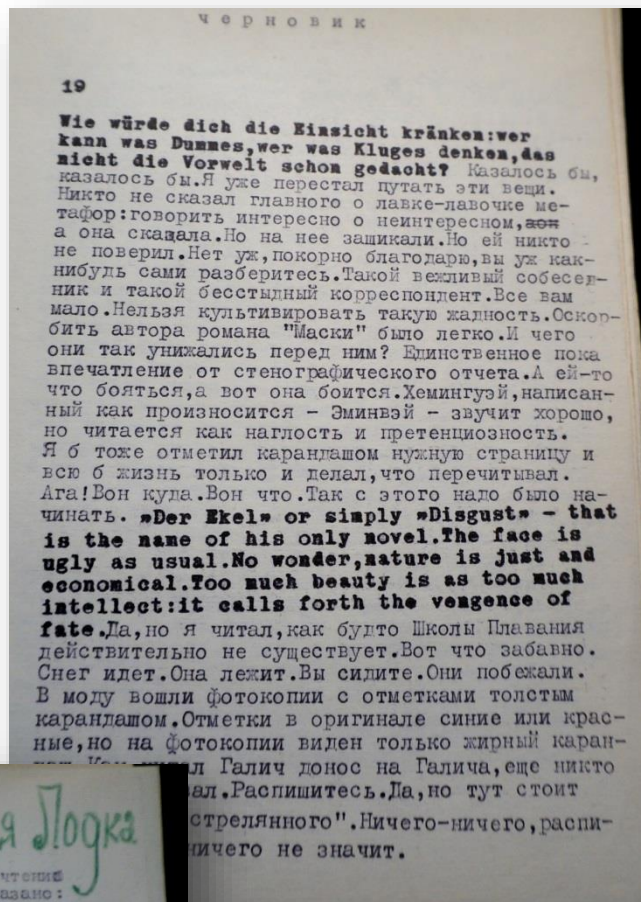 черновик
19
Wie würde dich die Einsicht kränken:wer
kann was Dummes,wer was Kluges denken,das
nicht die Vorwelt schon gedacht? Казалось бы,
казалось бы.Я уже перестал путать эти вещи.
Никто не сказал главного о лавке-лавочке ме-
тафор:говорить интересно о неинтересном,
а она сказала.Но на нее зашикали.Но ей никто
не поверил.Нет уж,покорно благодарю,вы уж как-
нибудь сами разберитесь.Такой вежливый собесед-
ник и такой бесстыдный корреспондент.Все вам
мало.Нельзя культивировать такую жадность.Оскор-
бить автора романа "Маски" было легко.И чего
они так унижались перед ним? Единственное пока
впечатление от стенографического отчета.А ей-то
что бояться,а вот она боится.Хемингуэй,написан-
ный как произносится - Эминвэй - звучит хорошо,
но читается как наглость и претенциозность.
Я б тоже отметил карандашом нужную страницу и
всю б жизнь только и делал,что перечитывал.
Ага!Вон куда.Вон что.Так с этого надо было на-
чинать. »Der Ekel» or simply »Disgust» - that
is the name of his only novel.The face is
ugly as usual.No wonder,nature is just and
economical.Too much beauty is as too much
intellect:it calls forth the vengence of
fate.Да,но я читал,как будто Школы Плавания
действительно не существует.Вот что забавно.
Снег идет.Она лежит.Вы сидите.Они побежали.
В моду вошли фотокопии с отметками толстым
карандашом.Отметки в оригинале синие или крас-
ные,но на фотокопии виден только жирный каран-
Галич донос на Галича,еще никто
.Распишитесь.Да,но тут стоит
стрелянного".Ничего-ничего,распи-
ничего не значит.
я Лодка
чтения
казано: